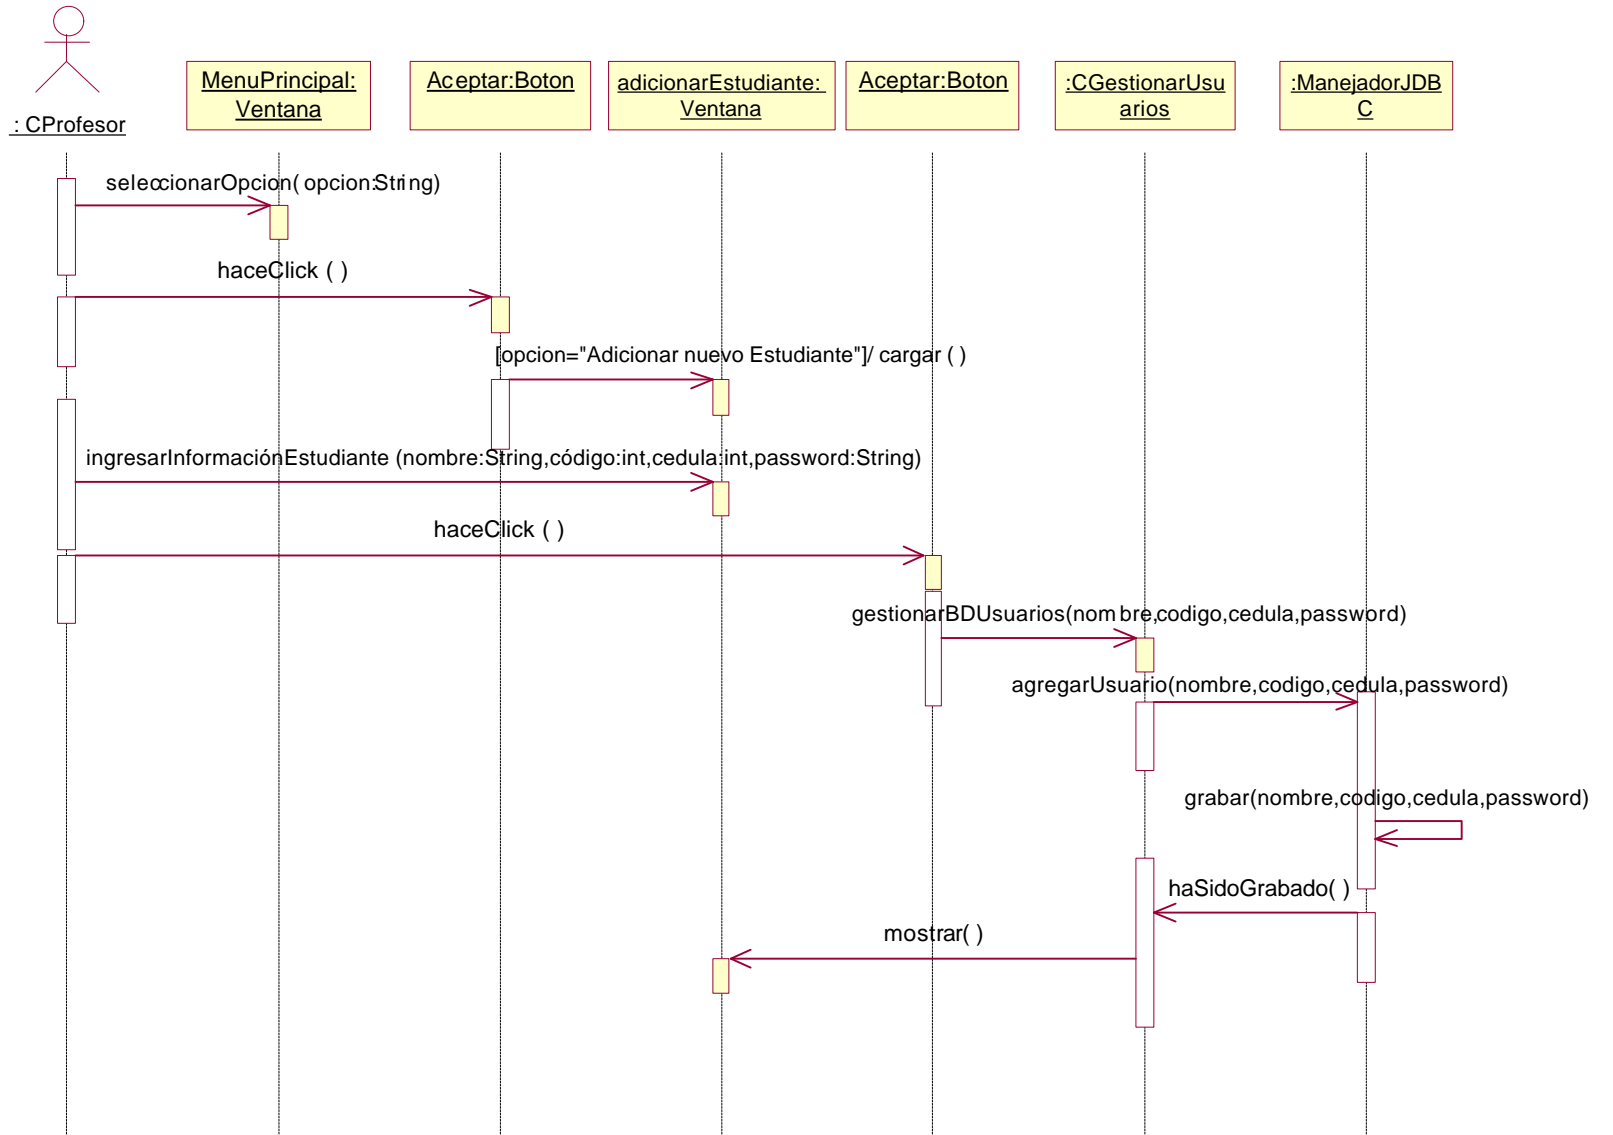 : CProfesor
MenuPrincipal:
Ventana
Aceptar:Boton
adicionarEstudiante:
Ventana
Aceptar:Boton
:CGestionarUsu
arios
:ManejadorJDB
C
seleccionarOpcion( opcion:String)
haceClick ( )
[opcion="Adicionar nuevo Estudiante"]/ cargar ( )
ingresarInformaciónEstudiante (nombre:String,código:int,cedula:int,password:String)
haceClick ( )
gestionarBDUsuarios(nombre,codigo,cedula,password)
agregarUsuario(nombre,codigo,cedula,password)
grabar(nombre,codigo,cedula,password)
haSidoGrabado( )
mostrar( )